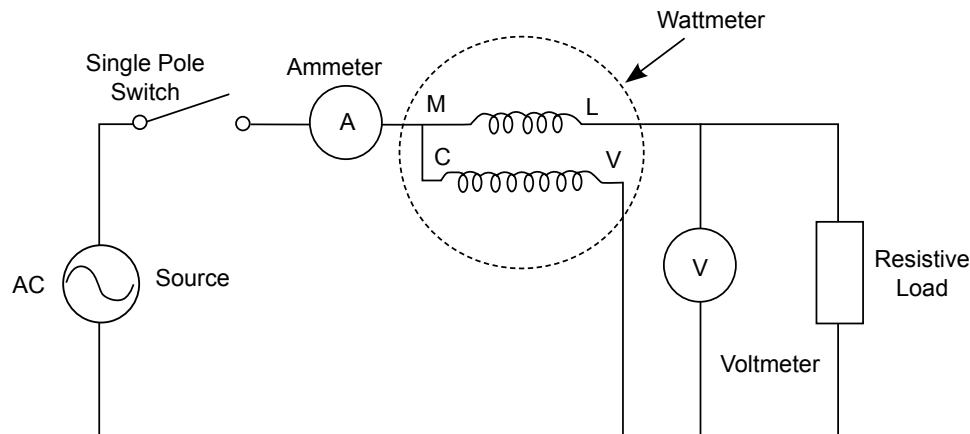 Wattmeter
Single Pole
Switch
Ammeter
A
M
L
C
V
AC
Source
V
Resistive
Load
Voltmeter